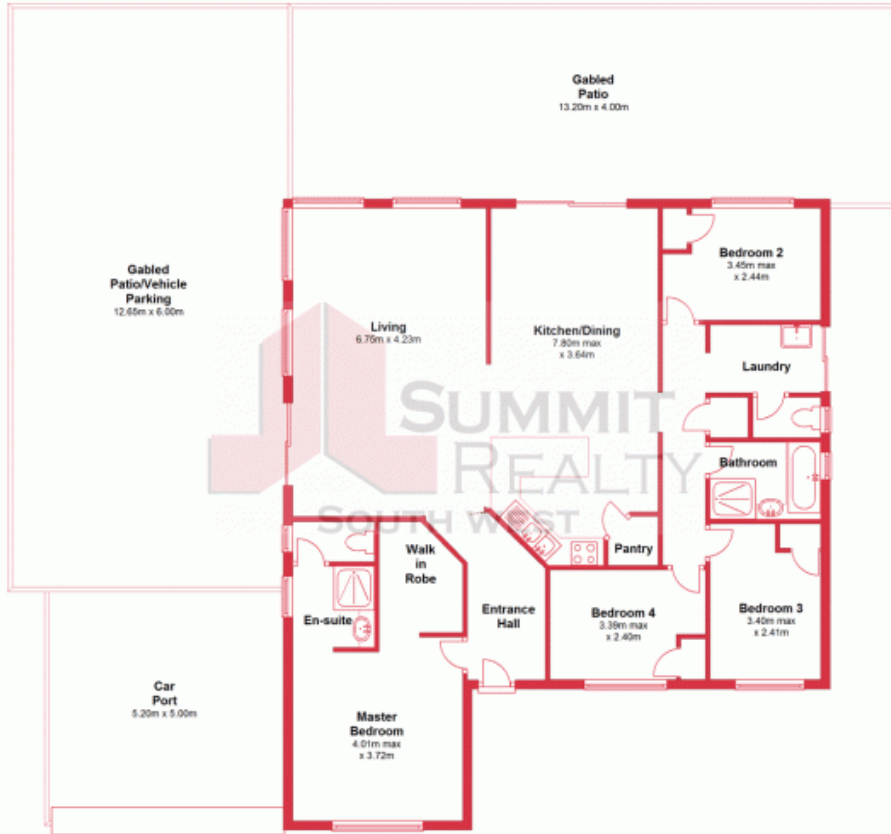 Gabled
Patio
13.20m x 4.00m
Gabled
Patio/Vehicle
Parking
12.65m x 6.00m
Living
6.75m x 4.23m
Kitchen/Dining
7.80m max
x 3.64m
Bedroom 2
3.45m max
x 2.44m
Laundry
SUMMIT
REALTY
SOUTH WEST
Bathroom
Pantry
Walk
in
Robe
En-suite
Entrance
Hall
Bedroom 4
3.39m max
x 2.40m
Bedroom 3
3.40m max
x 2.41m
Car
Port
5.20m x 5.00m
Master
Bedroom
4.01m max
x 3.72m